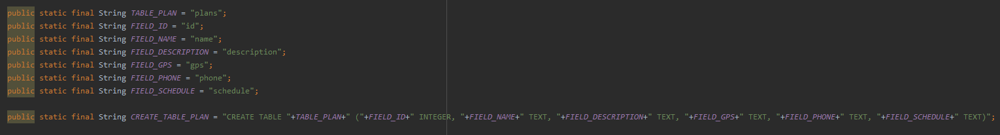 public static final String TABLE_PLAN = "plans";
public static final String FIELD_ID = "id";
public static final String FIELD_NAME = "name";
public static final String FIELD_DESCRIPTION = "description";
public static final String FIELD_GPS = "gps";
public static final String FIELD_PHONE = "phone";
public static final String FIELD_SCHEDULE = "schedule";
public static final String CREATE_TABLE_PLAN = "CREATE TABLE "+TABLE_PLAN+" ("+FIELD_ID+" INTEGER, "+FIELD_NAME+" TEXT, "+FIELD_DESCRIPTION+" TEXT, "+FIELD_GPS+" TEXT, "+FIELD_PHONE+" TEXT, "+FIELD_SCHEDULE+" TEXT)";